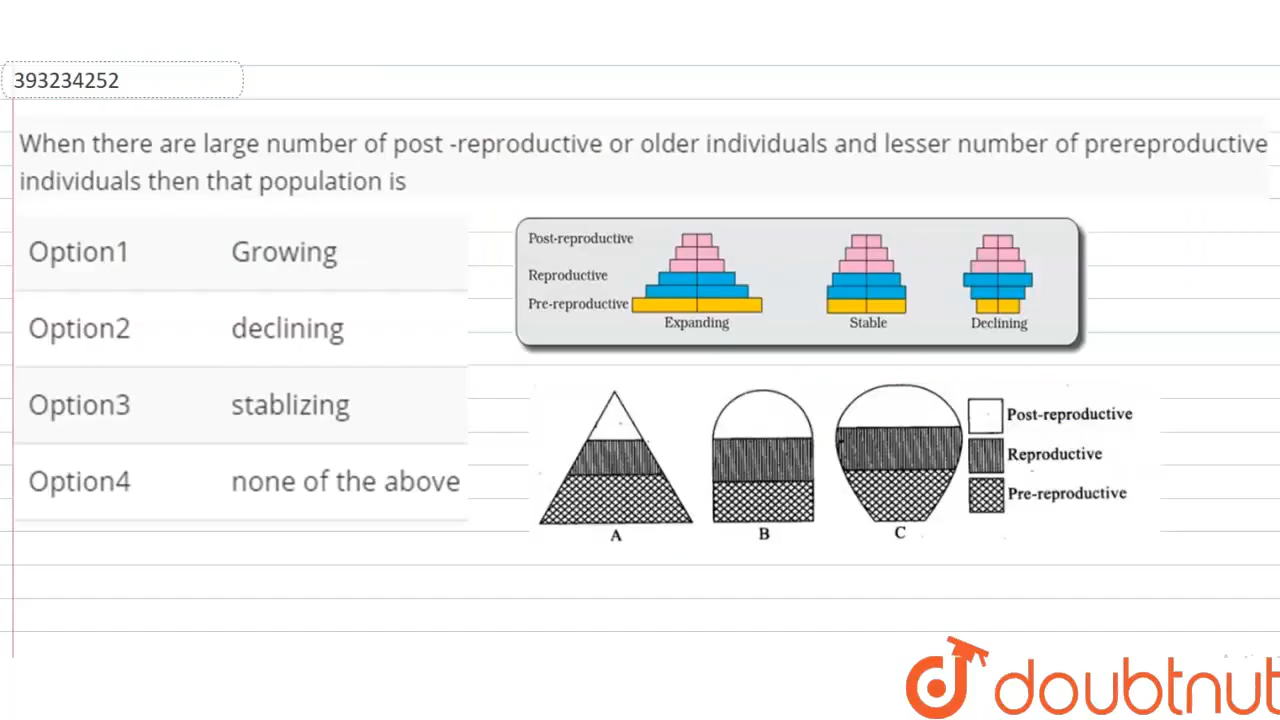 393234252
When there are large number of post -reproductive or older individuals and lesser number of prereproductive
individuals then that population is
Option1 Growing
Option2 declining
Option3 stablizing
Option4 none of the above
Post-reproductive
Reproductive
Pre-reproductive
Expanding Stable Declining
Post-reproductive
Reproductive
Pre-reproductive
A B C
doubtnut